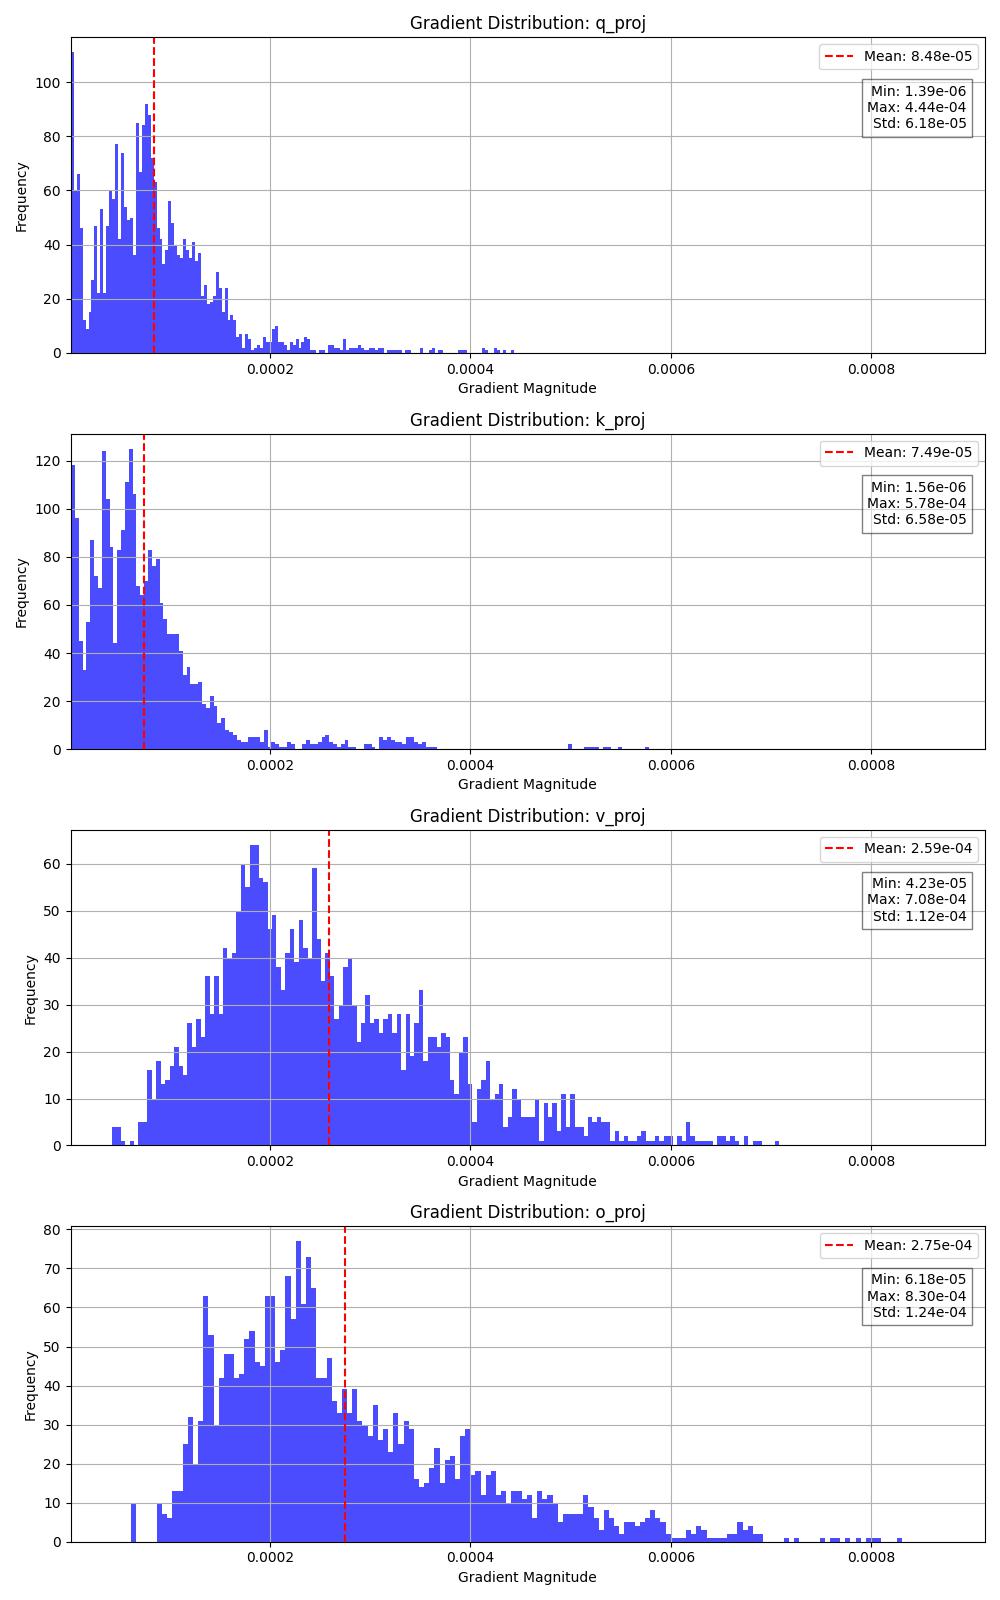 Gradient Distribution: q_proj
Mean: 8.48e-05
Min: 1.39e-06
Max: 4.44e-04
Std: 6.18e-05
100
80
60
40
20
0
Frequency
0.0002
0.0004
0.0006
0.0008
Gradient Magnitude
Gradient Distribution: k_proj
Mean: 7.49e-05
Min: 1.56e-06
Max: 5.78e-04
Std: 6.58e-05
120
100
80
60
40
20
0
Frequency
0.0002
0.0004
0.0006
0.0008
Gradient Magnitude
Gradient Distribution: v_proj
Mean: 2.59e-04
Min: 4.23e-05
Max: 7.08e-04
Std: 1.12e-04
60
50
40
30
20
10
0
Frequency
0.0002
0.0004
0.0006
0.0008
Gradient Magnitude
Gradient Distribution: o_proj
Mean: 2.75e-04
Min: 6.18e-05
Max: 8.30e-04
Std: 1.24e-04
80
70
60
50
40
30
20
10
0
Frequency
0.0002
0.0004
0.0006
0.0008
Gradient Magnitude